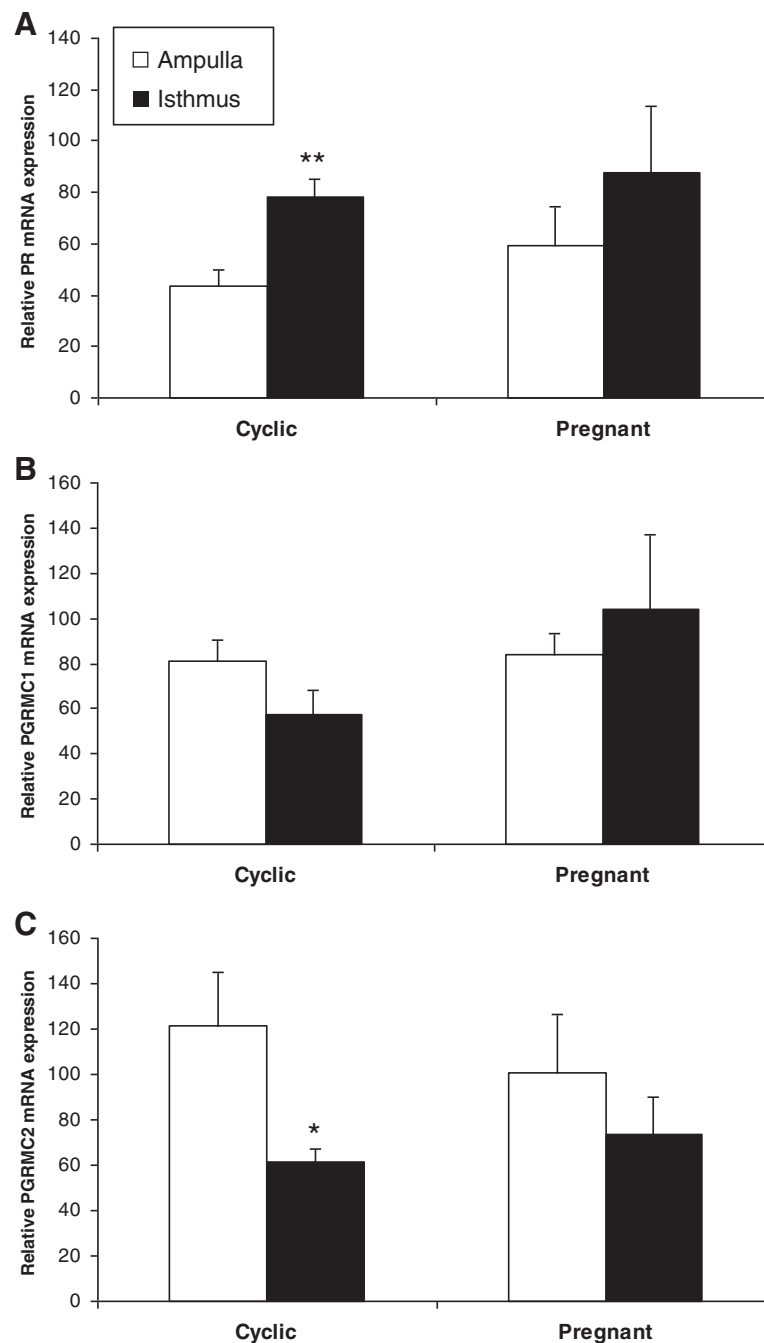 A
Relative PR mRNA expression
140
120
100
80
60
40
20
0
Ampulla
Isthmus
**
Cyclic
Pregnant
B
Relative PGRMC1 mRNA expression
160
140
120
100
80
60
40
20
0
Cyclic
Pregnant
C
Relative PGRMC2 mRNA expression
160
140
120
100
80
60
40
20
0
*
Cyclic
Pregnant